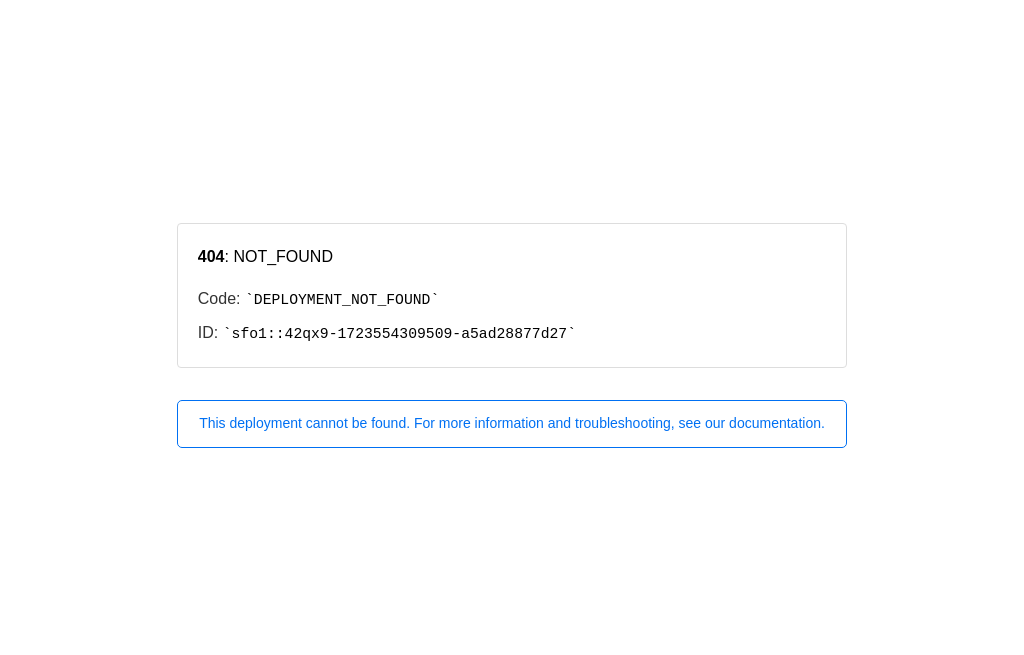 404: NOT_FOUND
Code: `DEPLOYMENT_NOT_FOUND`
ID: `sfo1::42qx9-1723554309509-a5ad28877d27`
This deployment cannot be found. For more information and troubleshooting, see our documentation.